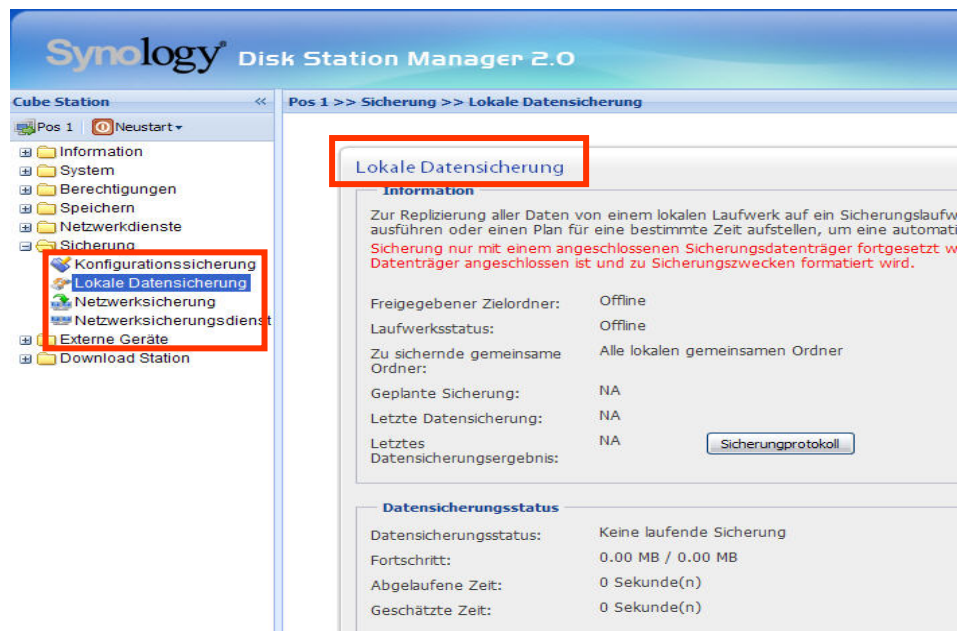 Synology Disk Station Manager 2.0
Cube Station «
Pos 1 Neustart
Information
System
Berechtigungen
Speichern
Netzwerkdienste
Sicherung
Konfigurationssicherung
Lokale Datensicherung
Netzwerksicherung
Netzwerksicherungsdienst
Externe Geräte
Download Station
Pos 1 >> Sicherung >> Lokale Datensicherung
Lokale Datensicherung
Information
Zur Replizierung aller Daten von einem lokalen Laufwerk auf ein Sicherungslaufw
ausführen oder einen Plan für eine bestimmte Zeit aufstellen, um eine automati
Sicherung nur mit einem angeschlossenen Sicherungsdatenträger fortgesetzt w
Datenträger angeschlossen ist und zu Sicherungszwecken formatiert wird.
Freigegebener Zielordner: Offline
Laufwerksstatus: Offline
Zu sichernde gemeinsame Alle lokalen gemeinsamen Ordner
Ordner:
Geplante Sicherung: NA
Letzte Datensicherung: NA
Letztes NA Sicherungprotokoll
Datensicherungsergebnis:
Datensicherungsstatus
Datensicherungsstatus: Keine laufende Sicherung
Fortschritt: 0.00 MB / 0.00 MB
Abgelaufene Zeit: 0 Sekunde(n)
Geschätzte Zeit: 0 Sekunde(n)